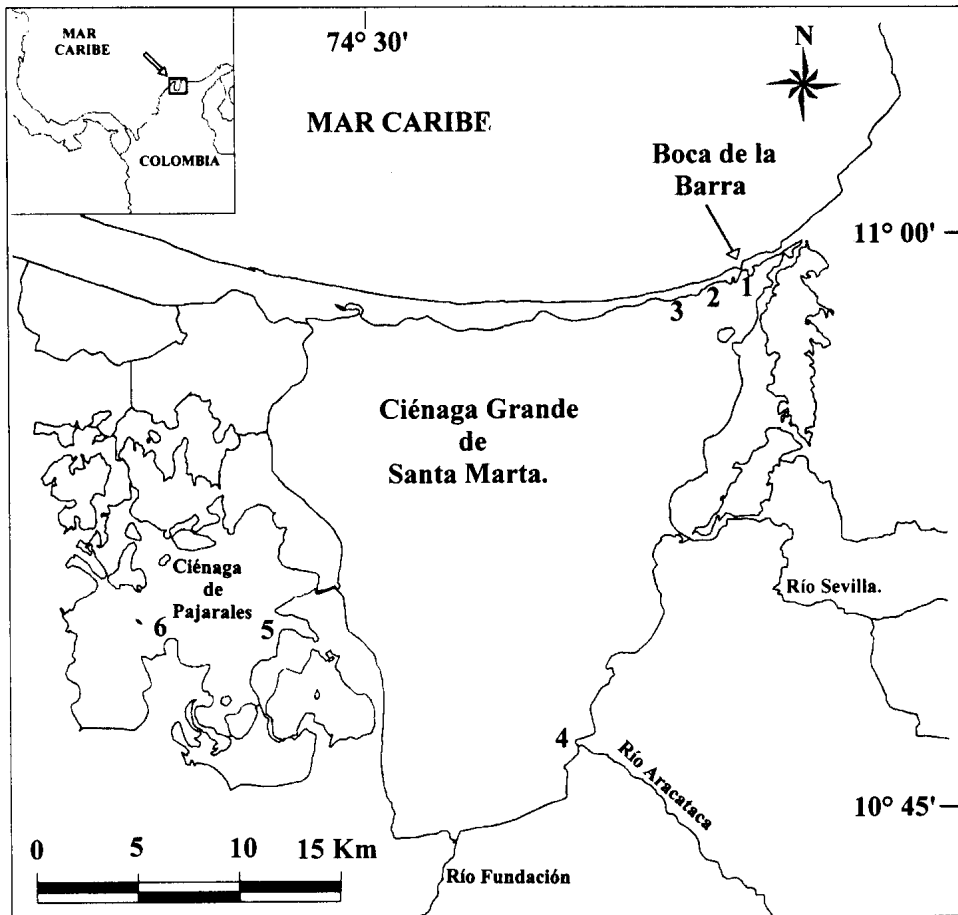 MAR
CARIBE
COLOMBIA
74° 30'
N
MAR CARIBE
Boca de la
Barra
11° 00'
1
2
3
Ciénaga Grande
de
Santa Marta.
Ciénaga
de
Pajarales
6
5
Río Sevilla.
4
Río Aracataca
10° 45'
0 5 10 15 Km
Río Fundación